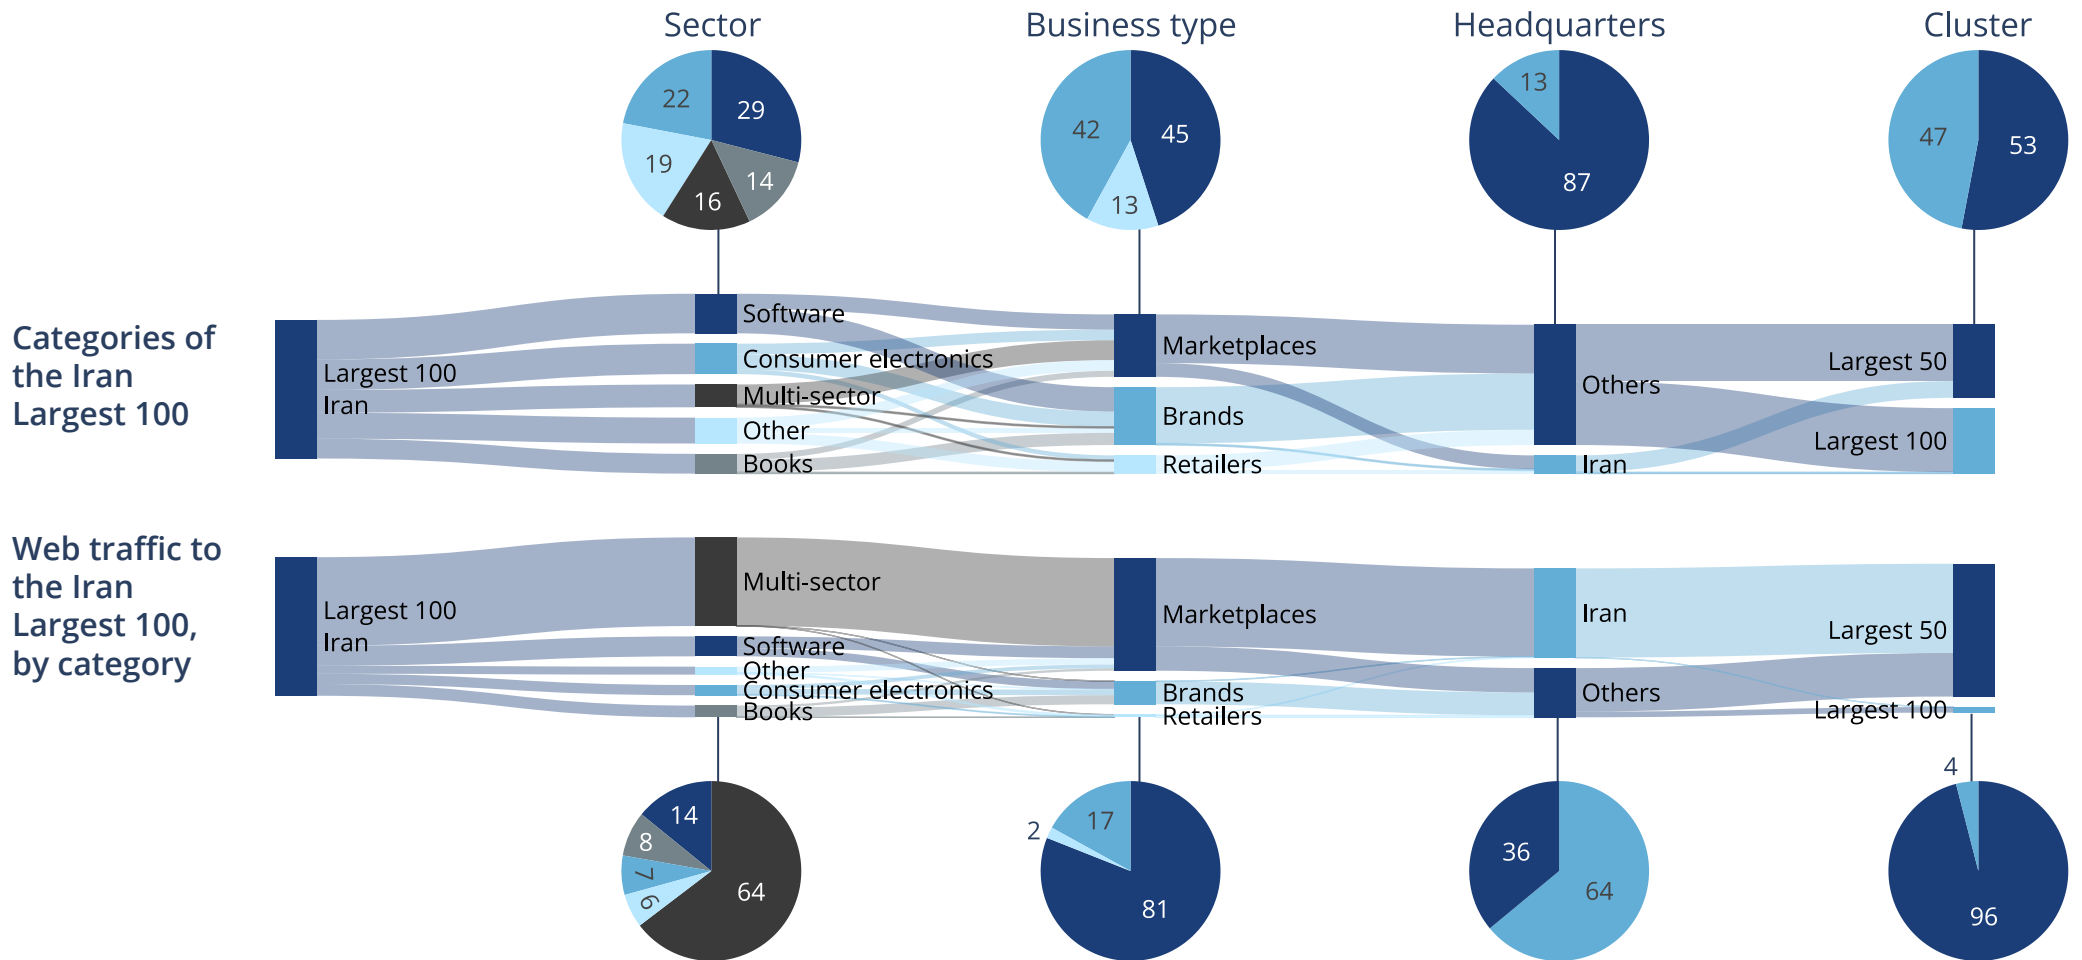 Sector
Business type
Headquarters
Cluster
22
29
19
14
16
42
45
13
13
87
47
53
Categories of
the Iran
Largest 100
Largest 100
Iran
Software
Consumer electronics
Multi-sector
Other
Books
Marketplaces
Brands
Retailers
Others
Iran
Largest 50
Largest 100
Web traffic to
the Iran
Largest 100,
by category
Largest 100
Iran
Multi-sector
Software
Other
Consumer electronics
Books
Marketplaces
Brands
Retailers
Iran
Others
Largest 50
Largest 100
14
8
7
6
64
2
17
81
36
64
4
96